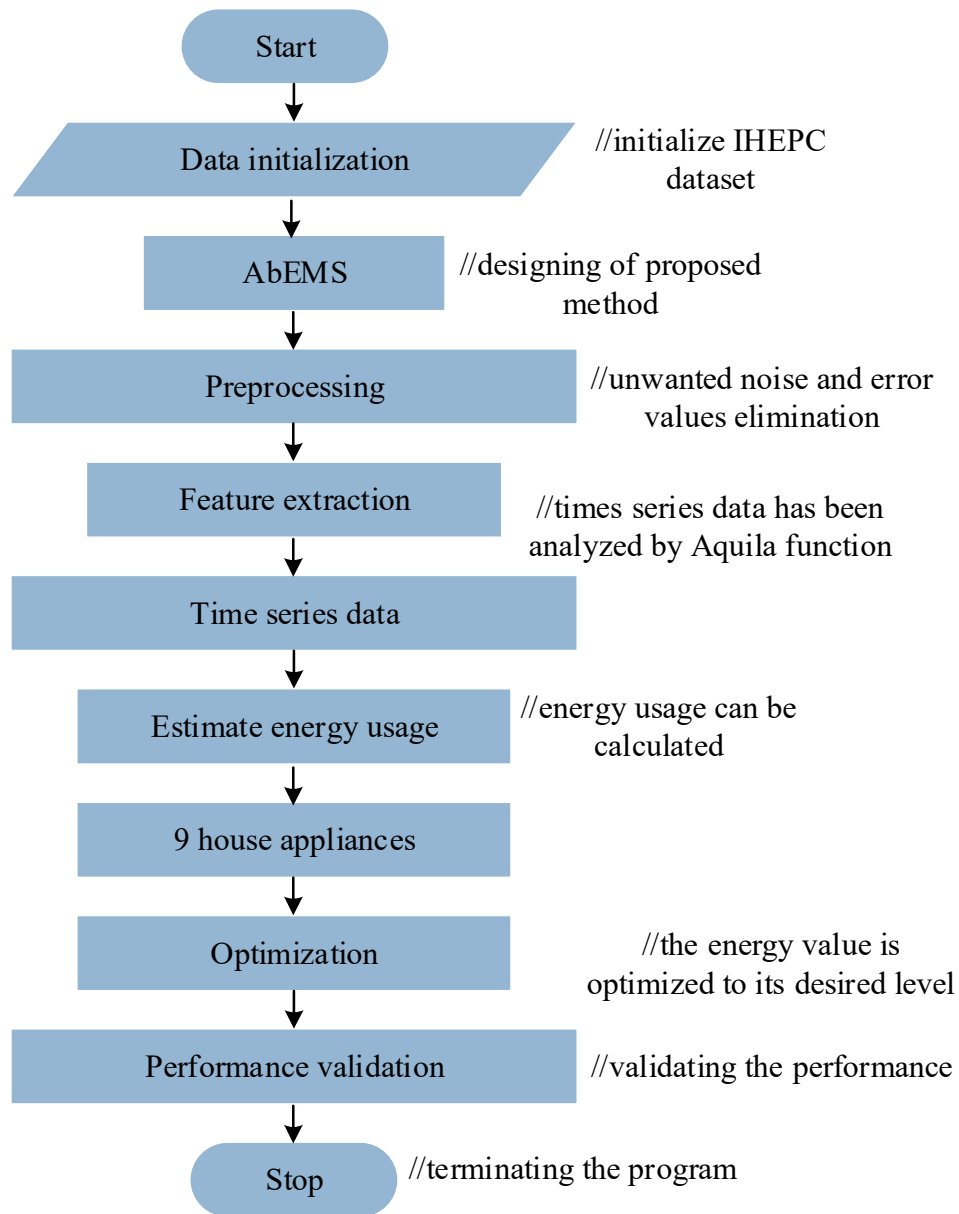 Start
Data initialization
//initialize IHEPC
dataset
AbEMS
//designing of proposed
method
Preprocessing
//unwanted noise and error
values elimination
Feature extraction
//times series data has been
analyzed by Aquila function
Time series data
Estimate energy usage
//energy usage can be
calculated
9 house appliances
Optimization
//the energy value is
optimized to its desired level
Performance validation
//validating the performance
Stop
//terminating the program